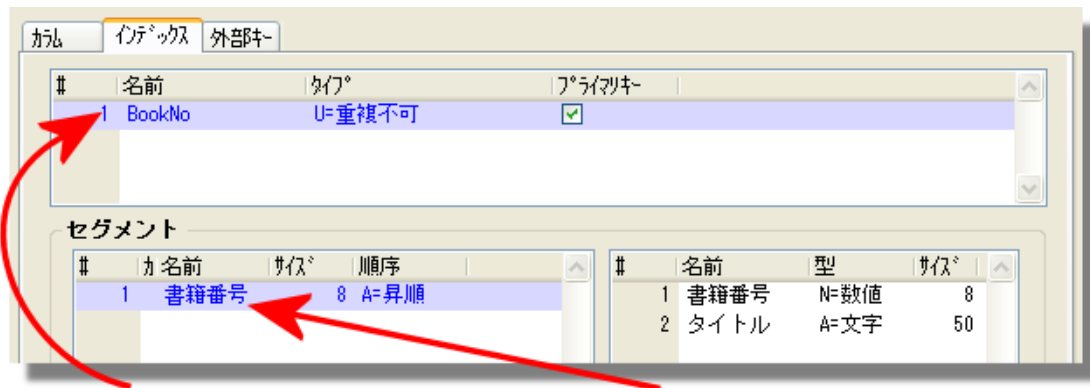 カラム インデックス 外部キー
# 名前 タイプ プライマリキー
1 BookNo U=重複不可
セグメント
# カ 名前 サイズ 順序
1 書籍番号 8 A=昇順
# 名前 型 サイズ
1 書籍番号 N=数値 8
2 タイトル A=文字 50